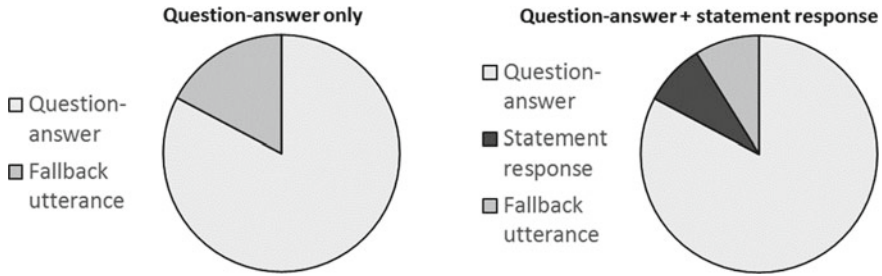 Question-answer only
Question-
answer
Fallback
utterance
Question-answer + statement response
Question-
answer
Statement
response
Fallback
utterance